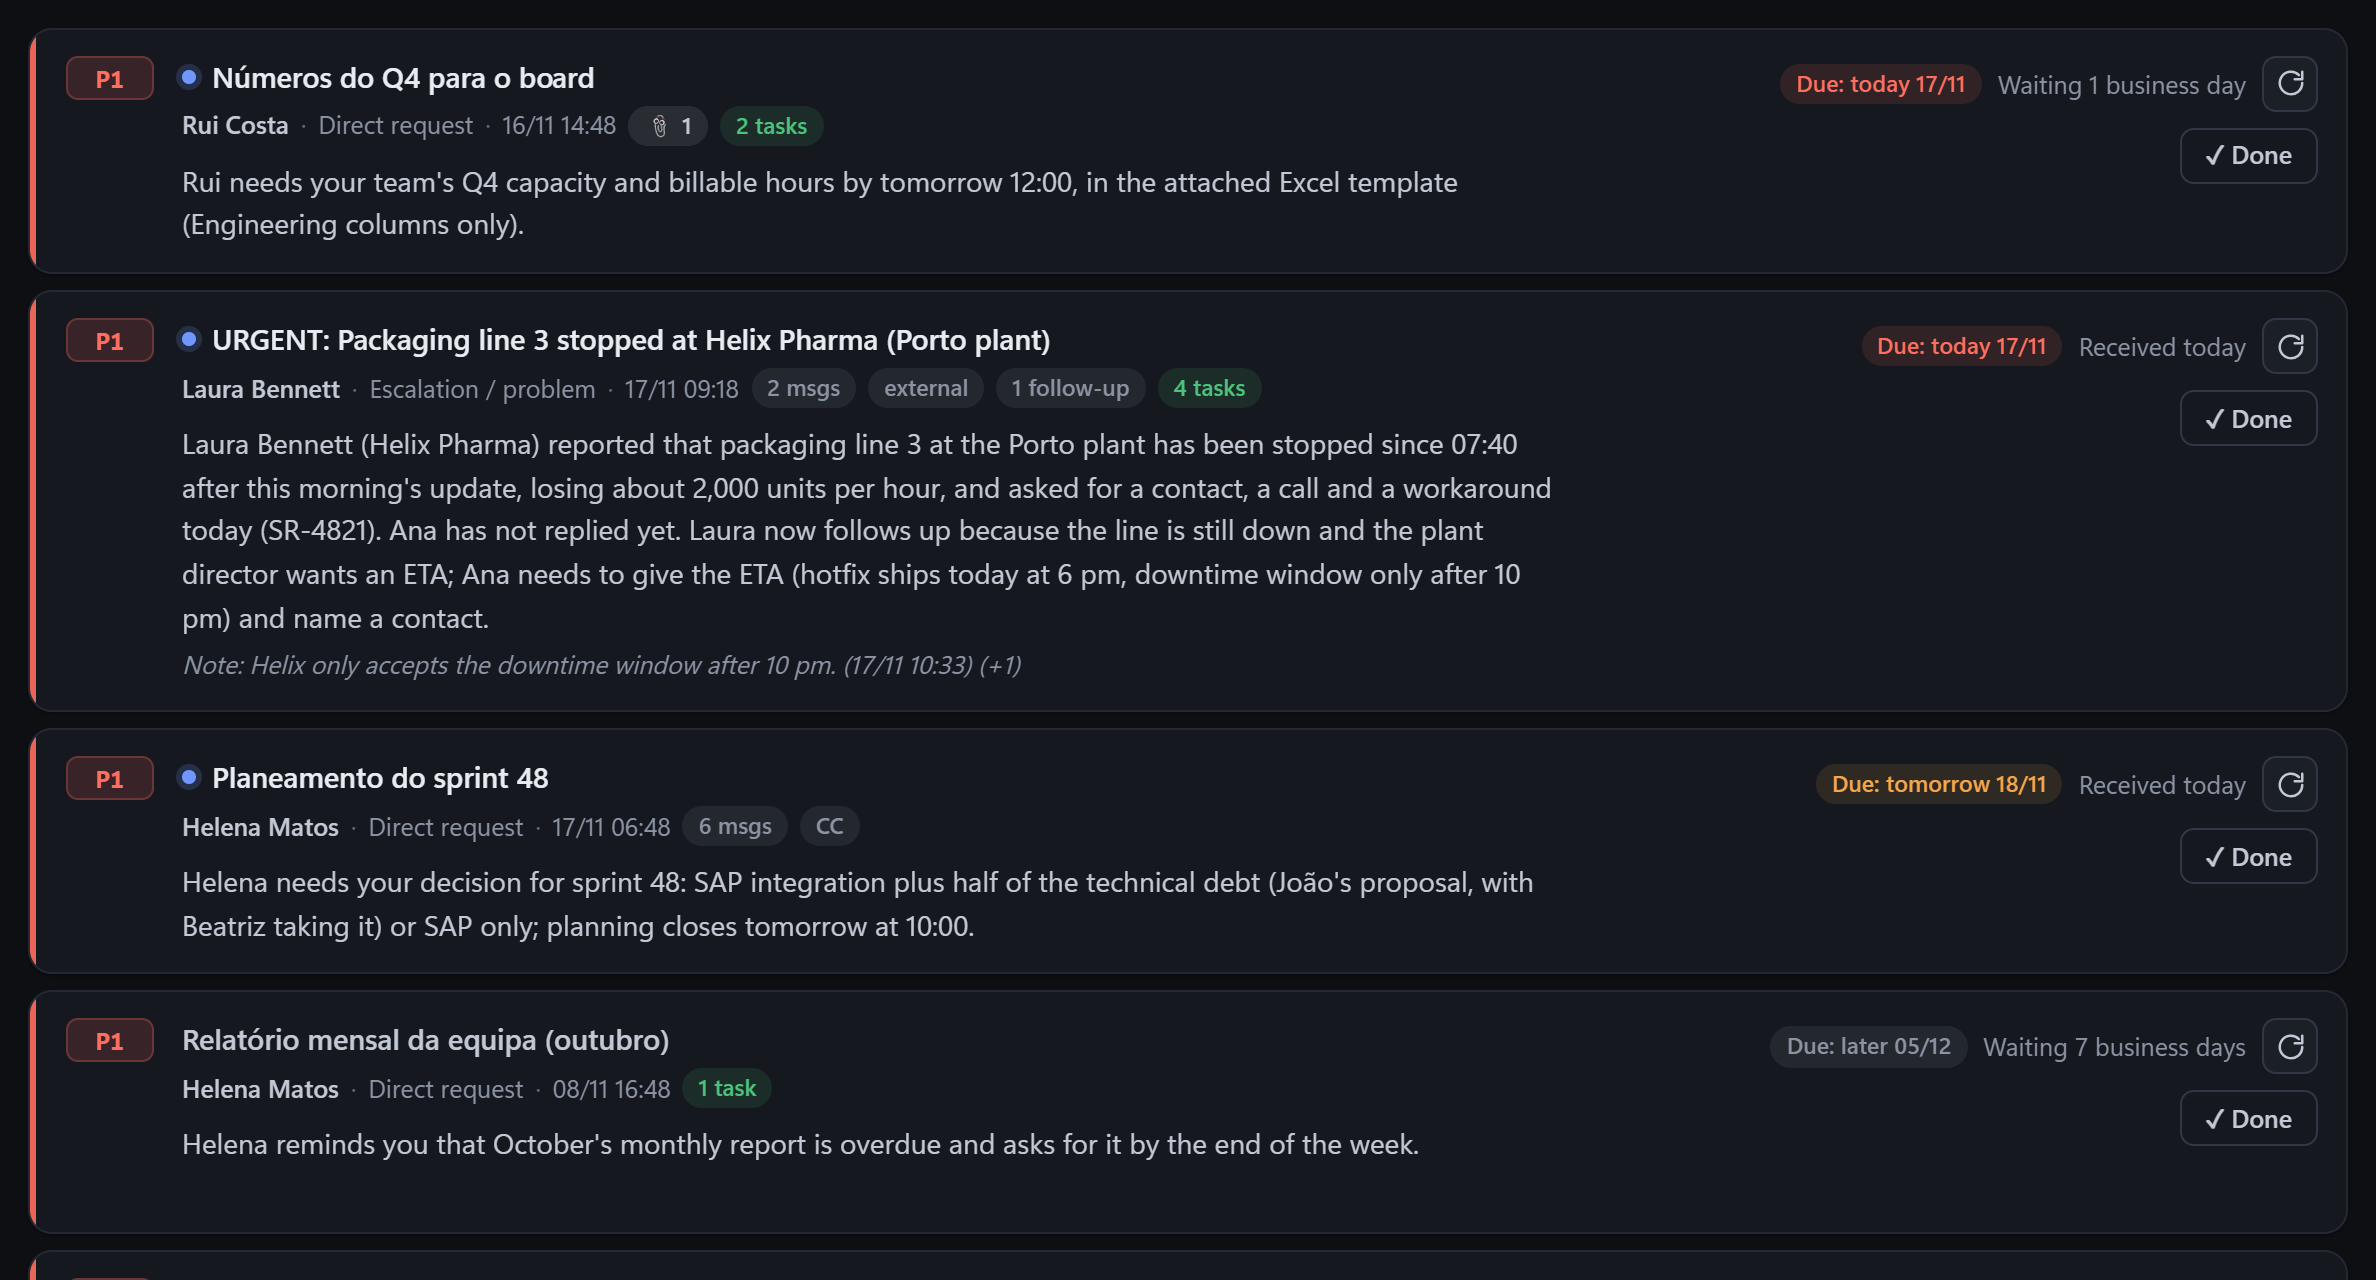 P1
Números do Q4 para o board
Due: today 17/11
Waiting 1 business day
Rui Costa · Direct request · 16/11 14:48
1
2 tasks
✓ Done
Rui needs your team's Q4 capacity and billable hours by tomorrow 12:00, in the attached Excel template
(Engineering columns only).
P1
URGENT: Packaging line 3 stopped at Helix Pharma (Porto plant)
Due: today 17/11
Received today
Laura Bennett · Escalation / problem · 17/11 09:18
2 msgs
external
1 follow-up
4 tasks
✓ Done
Laura Bennett (Helix Pharma) reported that packaging line 3 at the Porto plant has been stopped since 07:40
after this morning's update, losing about 2,000 units per hour, and asked for a contact, a call and a workaround
today (SR-4821). Ana has not replied yet. Laura now follows up because the line is still down and the plant
director wants an ETA; Ana needs to give the ETA (hotfix ships today at 6 pm, downtime window only after 10
pm) and name a contact.
Note: Helix only accepts the downtime window after 10 pm. (17/11 10:33) (+1)
P1
Planeamento do sprint 48
Due: tomorrow 18/11
Received today
Helena Matos · Direct request · 17/11 06:48
6 msgs
CC
✓ Done
Helena needs your decision for sprint 48: SAP integration plus half of the technical debt (João's proposal, with
Beatriz taking it) or SAP only; planning closes tomorrow at 10:00.
P1
Relatório mensal da equipa (outubro)
Due: later 05/12
Waiting 7 business days
Helena Matos · Direct request · 08/11 16:48
1 task
✓ Done
Helena reminds you that October's monthly report is overdue and asks for it by the end of the week.